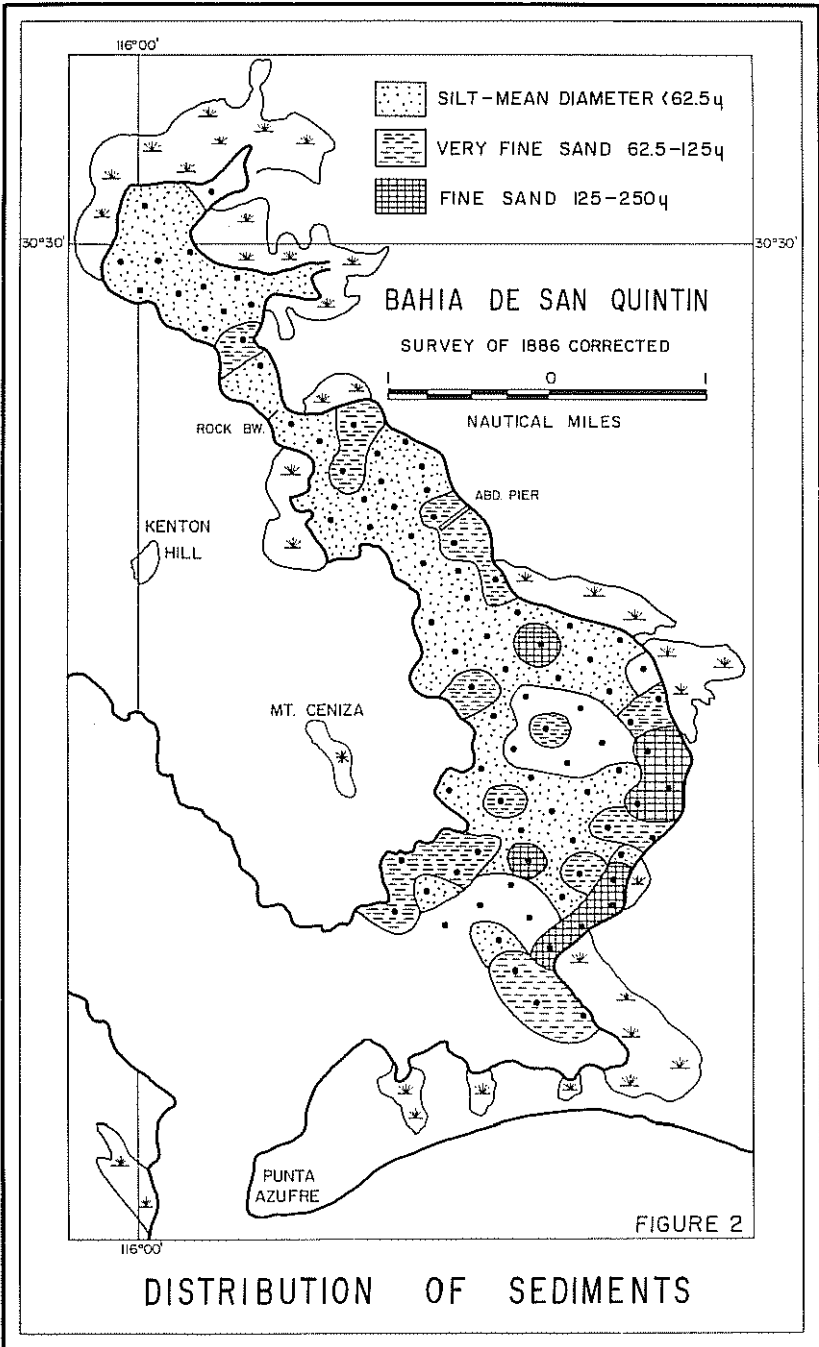 116°00'
SILT-MEAN DIAMETER <62.5μ
VERY FINE SAND 62.5-125μ
FINE SAND 125-250μ
30°30' 30°30'
BAHIA DE SAN QUINTIN
SURVEY OF 1886 CORRECTED
I 0 I
NAUTICAL MILES
ROCK BW.
ABD. PIER
KENTON
HILL
MT. CENIZA
PUNTA
AZUFRE
FIGURE 2
116°00'
DISTRIBUTION OF SEDIMENTS